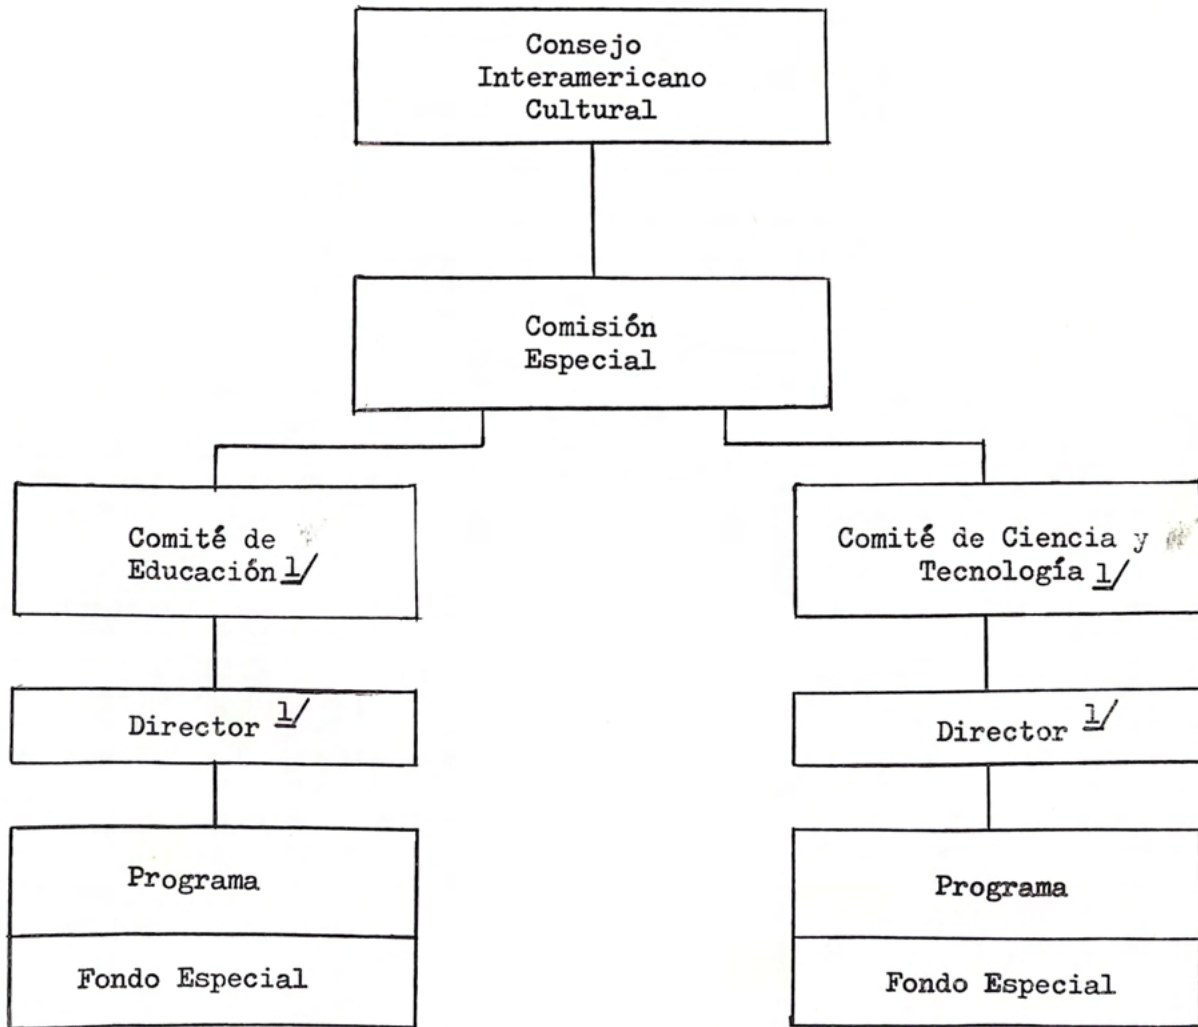 Consejo
Interamericano
Cultural
Comisión
Especial
Comité de
Educación 1/
Comité de Ciencia y
Tecnología 1/
Director 1/
Director 1/
Programa
Programa
Fondo Especial
Fondo Especial